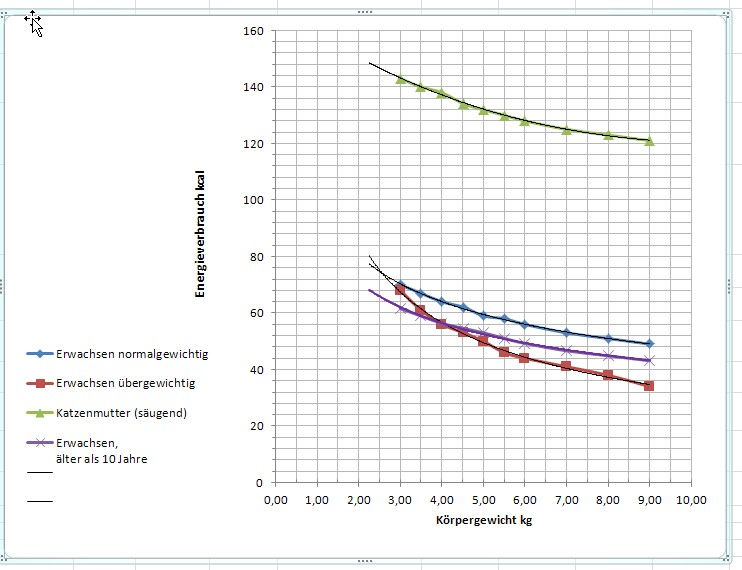 160
140
120
100
80
60
40
20
0
Energieverbrauch kcal
0,00 1,00 2,00 3,00 4,00 5,00 6,00 7,00 8,00 9,00 10,00
Körpergewicht kg
Erwachsen normalgewichtig
Erwachsen übergewichtig
Katzenmutter (säugend)
Erwachsen,
älter als 10 Jahre